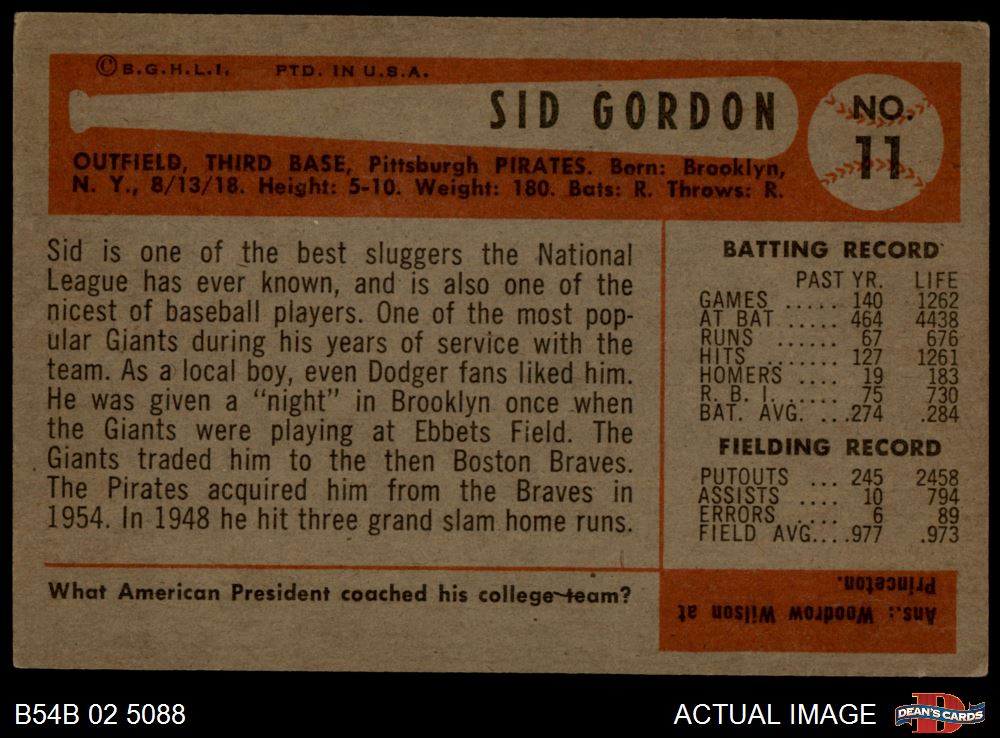 © B.G.H.L.I. PTD. IN U.S.A.
SID GORDON
NO.
11
OUTFIELD, THIRD BASE, Pittsburgh PIRATES. Born: Brooklyn,
N. Y., 8/13/18. Height: 5-10. Weight: 180. Bats: R. Throws: R.
Sid is one of the best sluggers the National
League has ever known, and is also one of the
nicest of baseball players. One of the most pop-
ular Giants during his years of service with the
team. As a local boy, even Dodger fans liked him.
He was given a “night” in Brooklyn once when
the Giants were playing at Ebbets Field. The
Giants traded him to the then Boston Braves.
The Pirates acquired him from the Braves in
1954. In 1948 he hit three grand slam home runs.
BATTING RECORD
PAST YR. LIFE
GAMES ..... 140 1262
AT BAT ..... 464 4438
RUNS ...... 67 676
HITS ....... 127 1261
HOMERS .... 19 183
R. B. I. ..... 75 730
BAT. AVG. ... .274 .284
FIELDING RECORD
PUTOUTS ... 245 2458
ASSISTS .... 10 794
ERRORS .... 6 89
FIELD AVG. ... .977 .973
What American President coached his college team?
Ans.: Woodrow Wilson at
Princeton.
B54B 02 5088
ACTUAL IMAGE
DEAN'S CARDS